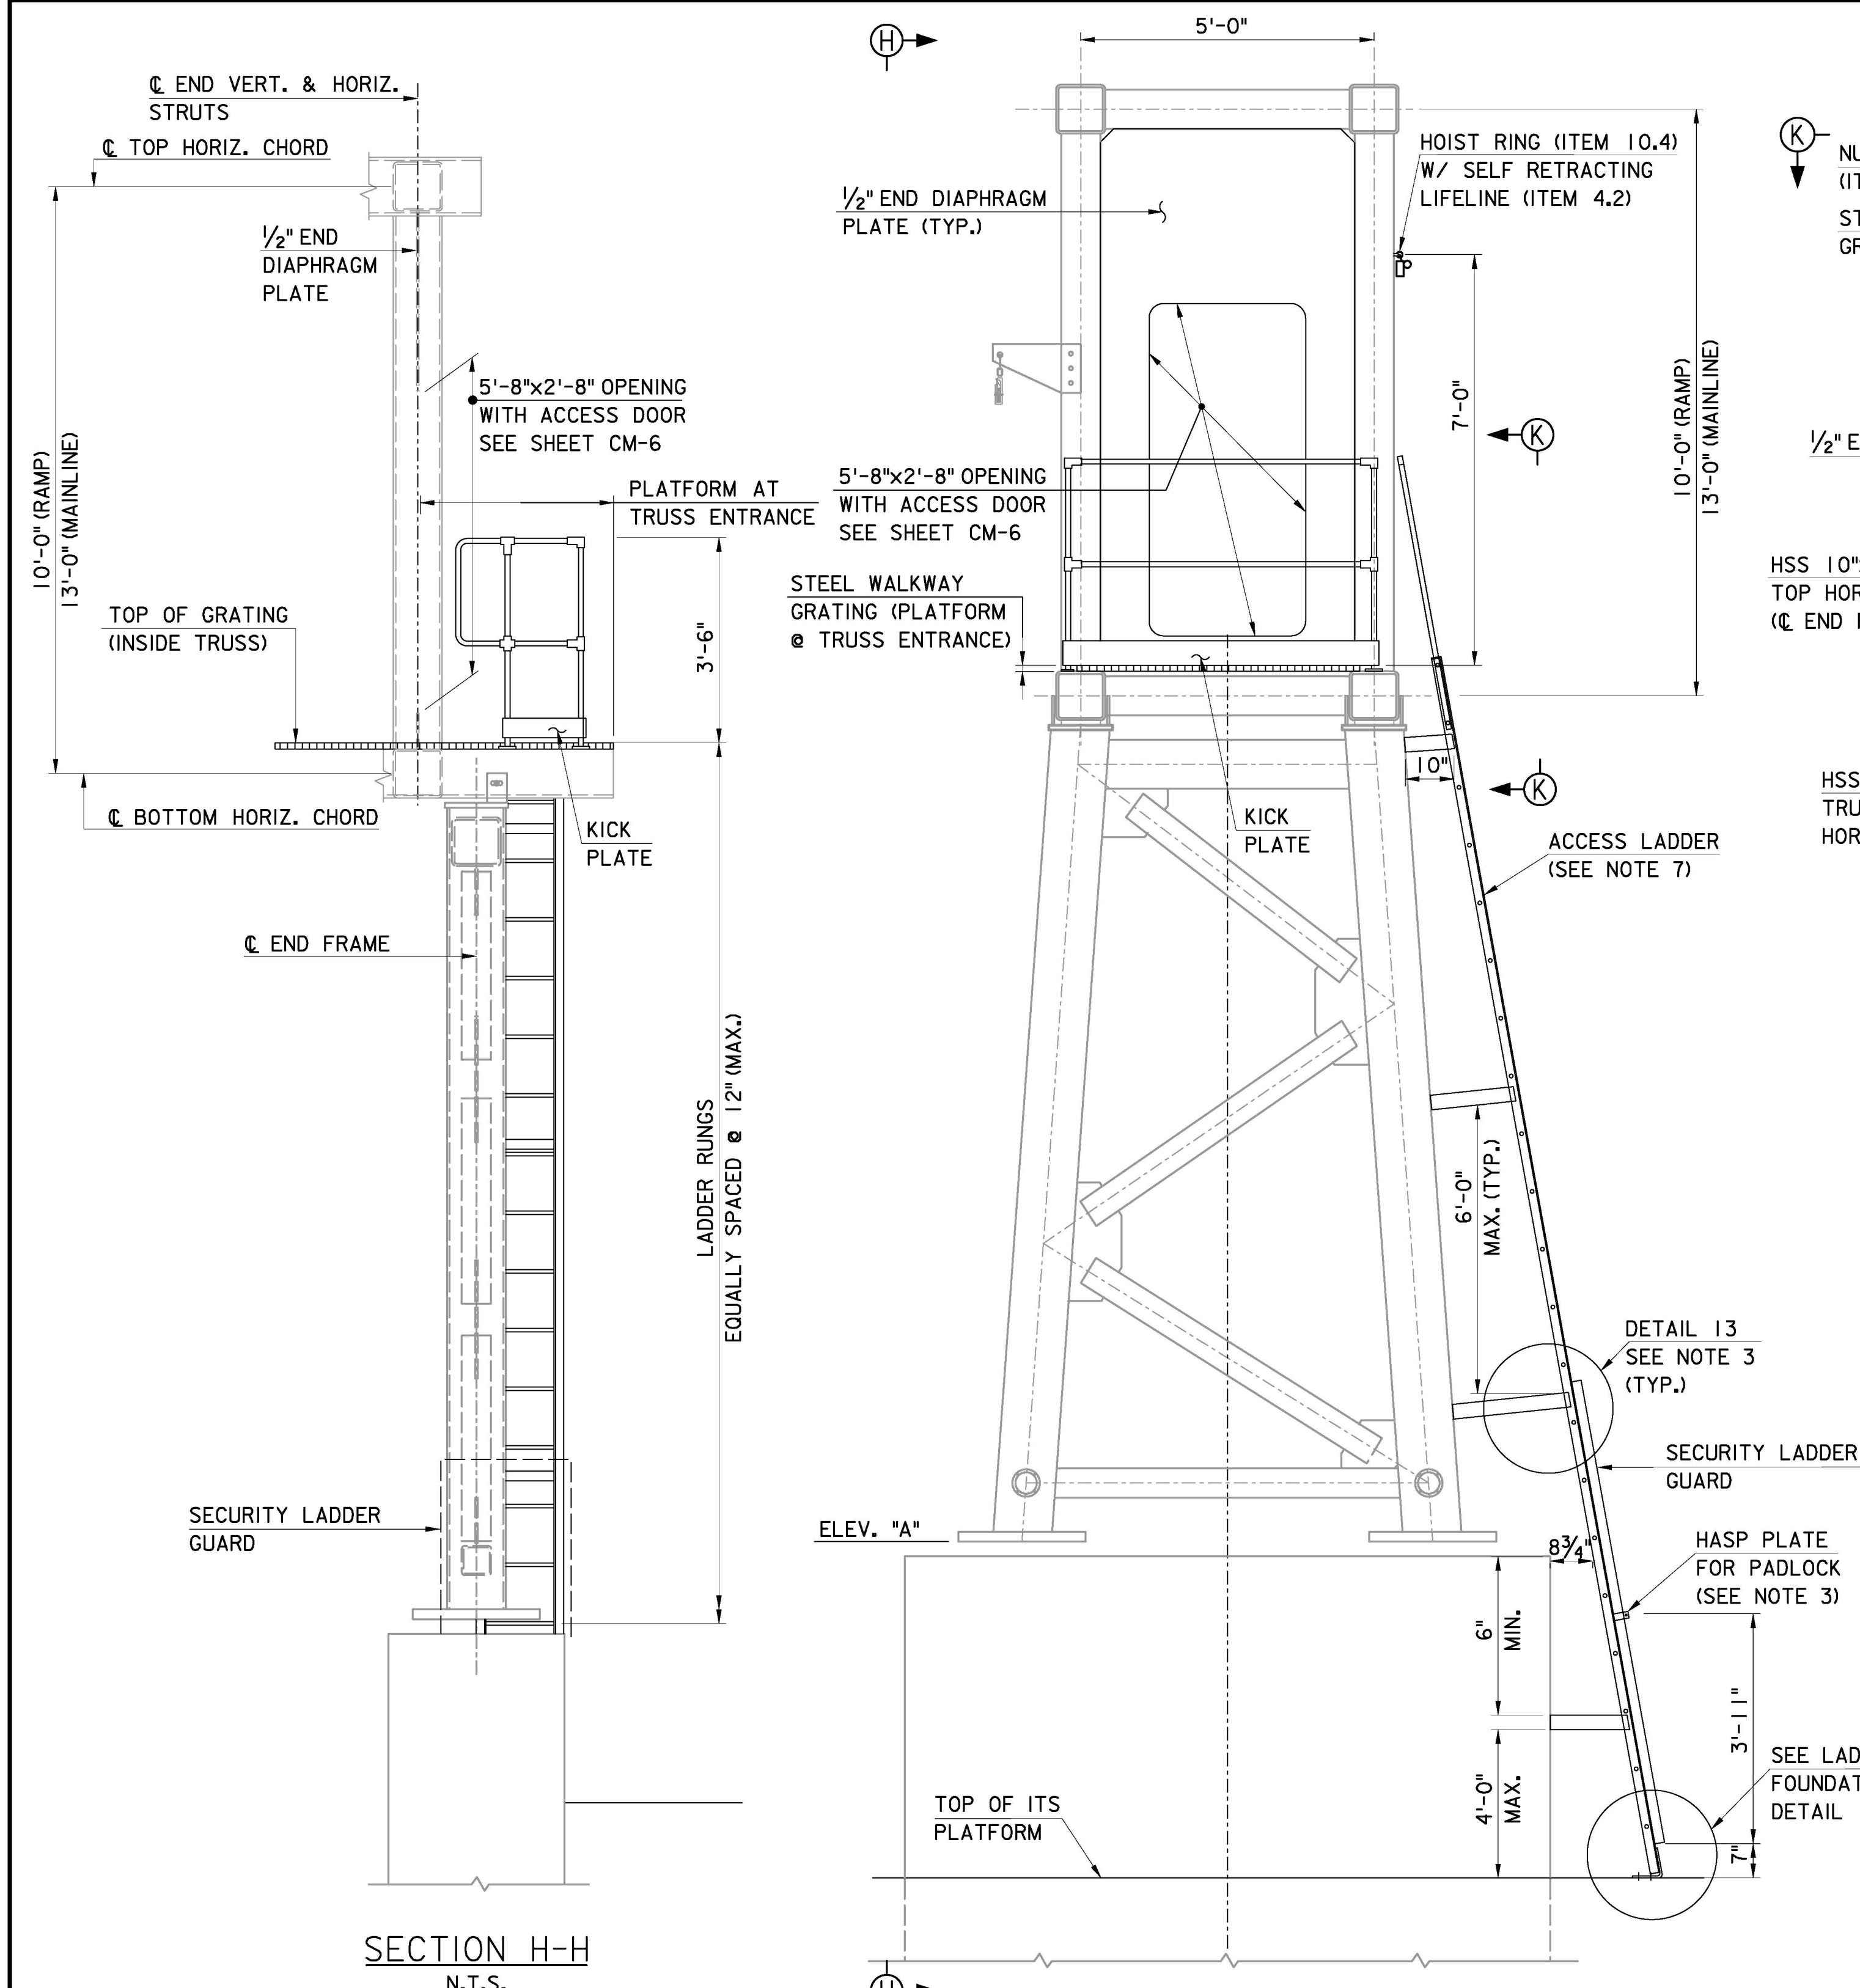 ℄ END VERT. & HORIZ.
STRUTS
℄ TOP HORIZ. CHORD
1/2" END
DIAPHRAGM
PLATE
5'-8"x2'-8" OPENING
WITH ACCESS DOOR
SEE SHEET CM-6
PLATFORM AT
TRUSS ENTRANCE
10'-0" (RAMP)
13'-0" (MAINLINE)
TOP OF GRATING
(INSIDE TRUSS)
3'-6"
℄ BOTTOM HORIZ. CHORD
KICK
PLATE
℄ END FRAME
LADDER RUNGS
EQUALLY SPACED @ 12" (MAX.)
SECURITY LADDER
GUARD
SECTION H-H
N.T.S.
H
5'-0"
HOIST RING (ITEM 10.4)
W/ SELF RETRACTING
LIFELINE (ITEM 4.2)
1/2" END DIAPHRAGM
PLATE (TYP.)
7'-0"
10'-0" (RAMP)
13'-0" (MAINLINE)
K
5'-8"x2'-8" OPENING
WITH ACCESS DOOR
SEE SHEET CM-6
STEEL WALKWAY
GRATING (PLATFORM
@ TRUSS ENTRANCE)
10"
K
KICK
PLATE
ACCESS LADDER
(SEE NOTE 7)
6'-0"
MAX. (TYP.)
DETAIL 13
SEE NOTE 3
(TYP.)
SECURITY LADDER
GUARD
ELEV. "A"
8 3/4"
HASP PLATE
FOR PADLOCK
(SEE NOTE 3)
6"
MIN.
3'-11"
4'-0"
MAX.
7"
SEE LAD
FOUNDAT
DETAIL
TOP OF ITS
PLATFORM
H
K
NU
(IT
ST
GR
1/2" E
HSS 10"
TOP HOR
(℄ END
HSS
TRU
HOR